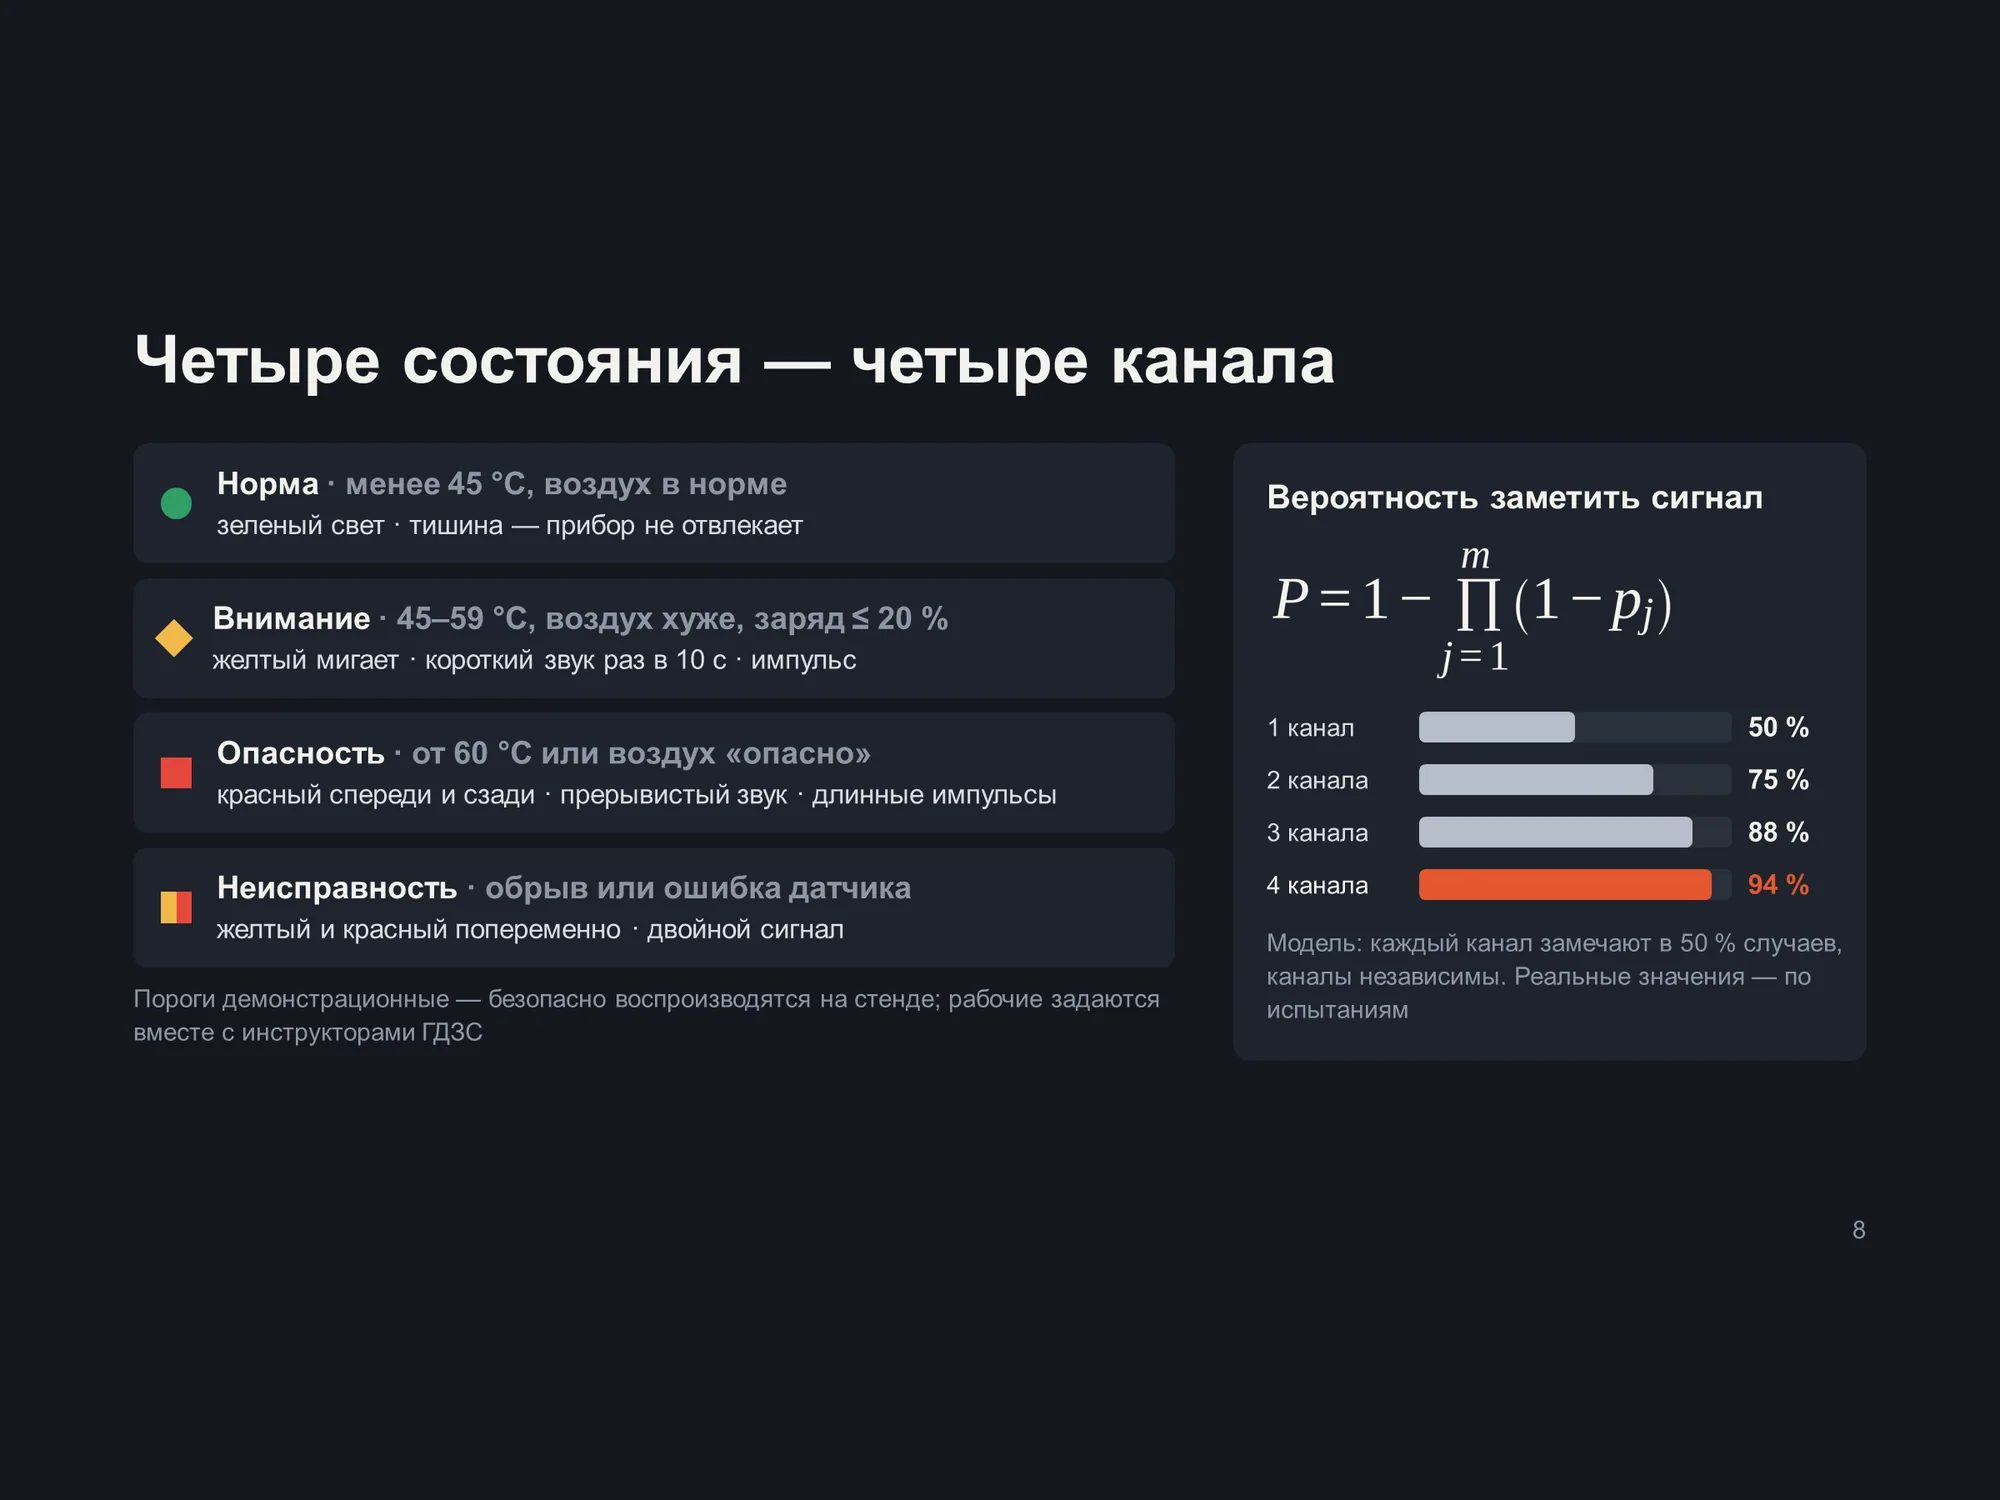 Четыре состояния — четыре канала
Норма · менее 45 °C, воздух в норме
зеленый свет · тишина — прибор не отвлекает
Внимание · 45–59 °C, воздух хуже, заряд ≤ 20 %
желтый мигает · короткий звук раз в 10 с · импульс
Опасность · от 60 °C или воздух «опасно»
красный спереди и сзади · прерывистый звук · длинные импульсы
Неисправность · обрыв или ошибка датчика
желтый и красный попеременно · двойной сигнал
Пороги демонстрационные — безопасно воспроизводятся на стенде; рабочие задаются
вместе с инструкторами ГДЗС
Вероятность заметить сигнал
m
P = 1 − ∏ (1 − pj)
j = 1
1 канал 50 %
2 канала 75 %
3 канала 88 %
4 канала 94 %
Модель: каждый канал замечают в 50 % случаев,
каналы независимы. Реальные значения — по
испытаниям
8